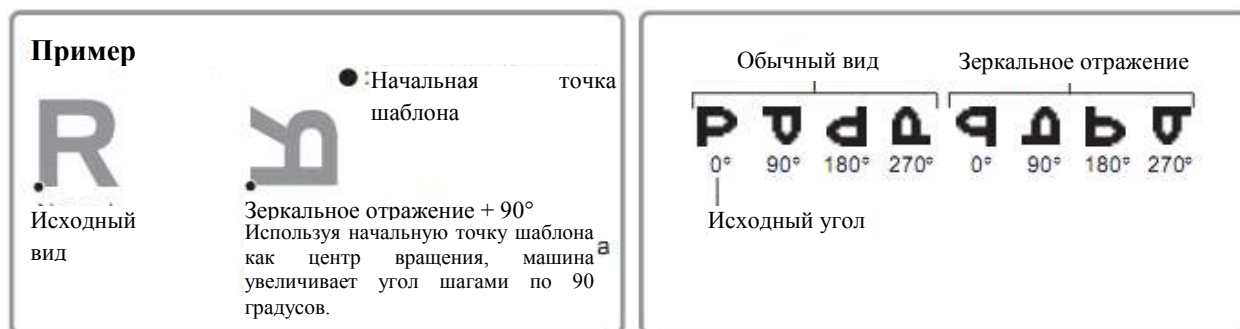 Пример
R
R
Начальная точка
шаблона
Исходный
вид
Зеркальное отражение + 90°
Используя начальную точку шаблона
как центр вращения, машина
увеличивает угол шагами по 90
градусов.
a
Обычный вид Зеркальное отражение
P P P P P P P P
0° 90° 180° 270° 0° 90° 180° 270°
Исходный угол